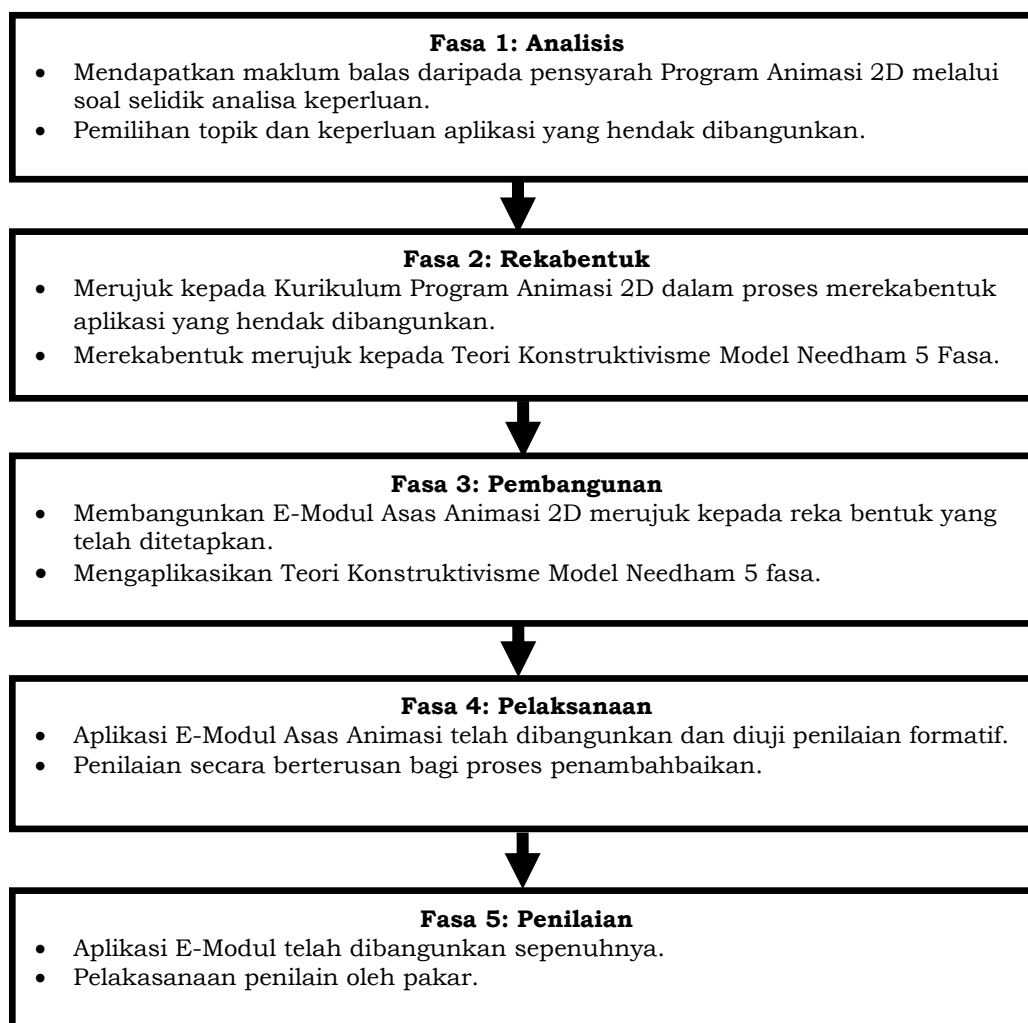 Fasa 1: Analisis
• Mendapatkan maklum balas daripada pensyarah Program Animasi 2D melalui
soal selidik analisa keperluan.
• Pemilihan topik dan keperluan aplikasi yang hendak dibangunkan.
Fasa 2: Rekabentuk
• Merujuk kepada Kurikulum Program Animasi 2D dalam proses merekabentuk
aplikasi yang hendak dibangunkan.
• Merekabentuk merujuk kepada Teori Konstruktivisme Model Needham 5 Fasa.
Fasa 3: Pembangunan
• Membangunkan E-Modul Asas Animasi 2D merujuk kepada reka bentuk yang
telah ditetapkan.
• Mengaplikasikan Teori Konstruktivisme Model Needham 5 fasa.
Fasa 4: Pelaksanaan
• Aplikasi E-Modul Asas Animasi telah dibangunkan dan diuji penilaian formatif.
• Penilaian secara berterusan bagi proses penambahbaikan.
Fasa 5: Penilaian
• Aplikasi E-Modul telah dibangunkan sepenuhnya.
• Pelakasanaan penilain oleh pakar.